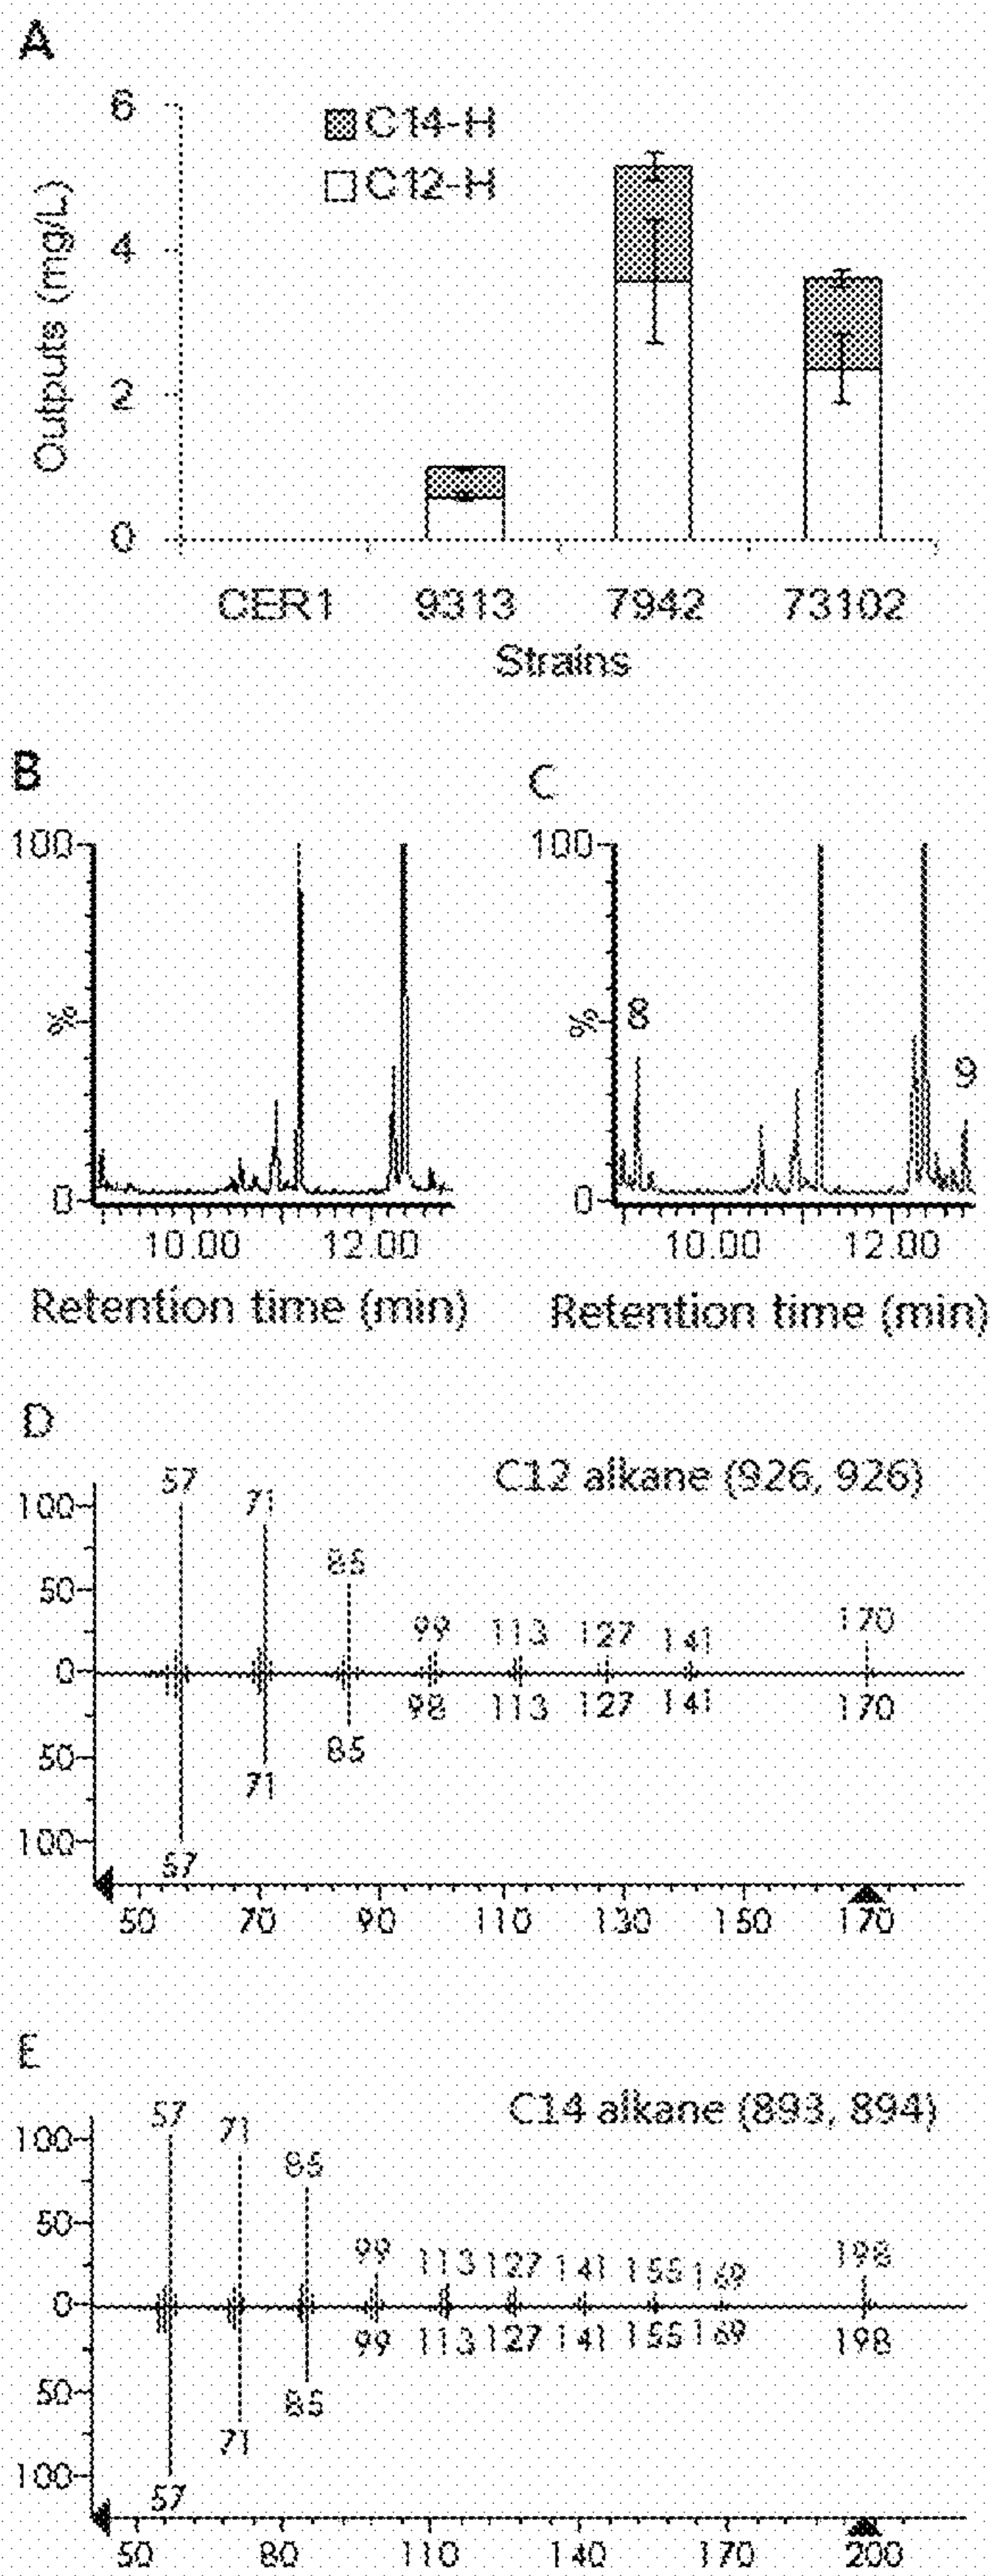 A
6
4
2
0
Outputs (mg/L)
C14-H
C12-H
CER1 9313 7942 73102
Strains
B
100
%
0
10.00 12.00
Retention time (min)
C
100
%
0
8
9
10.00 12.00
Retention time (min)
D
C12 alkane (926, 926)
100
50
0
50
100
57 71 85 99 113 127 141 170
57 71 85 98 113 127 141 170
50 70 90 110 130 150 170
E
C14 alkane (893, 894)
100
50
0
50
100
57 71 85 99 113 127 141 155 169 198
57 71 85 99 113 127 141 155 169 198
50 80 110 140 170 200